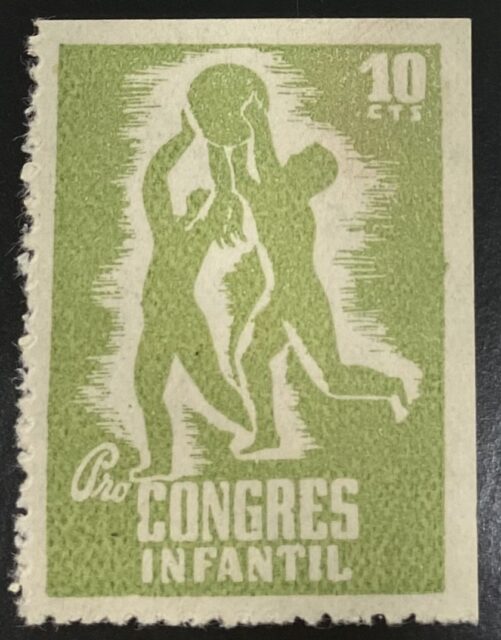 10
CTS
Pro
CONGRES
INFANTIL